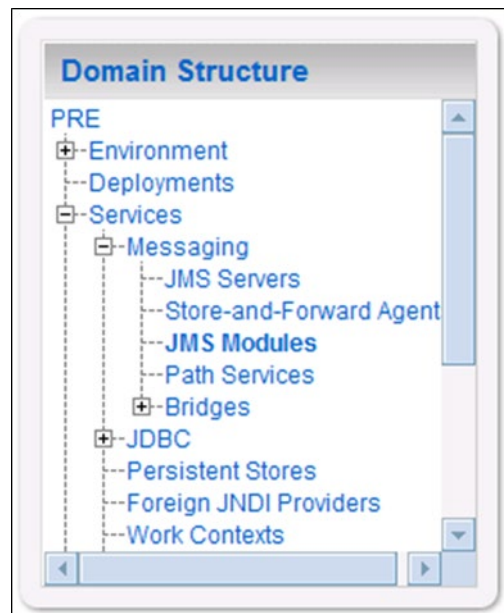 Domain Structure
PRE
Environment
Deployments
Services
Messaging
JMS Servers
Store-and-Forward Agent
JMS Modules
Path Services
Bridges
JDBC
Persistent Stores
Foreign JNDI Providers
Work Contexts